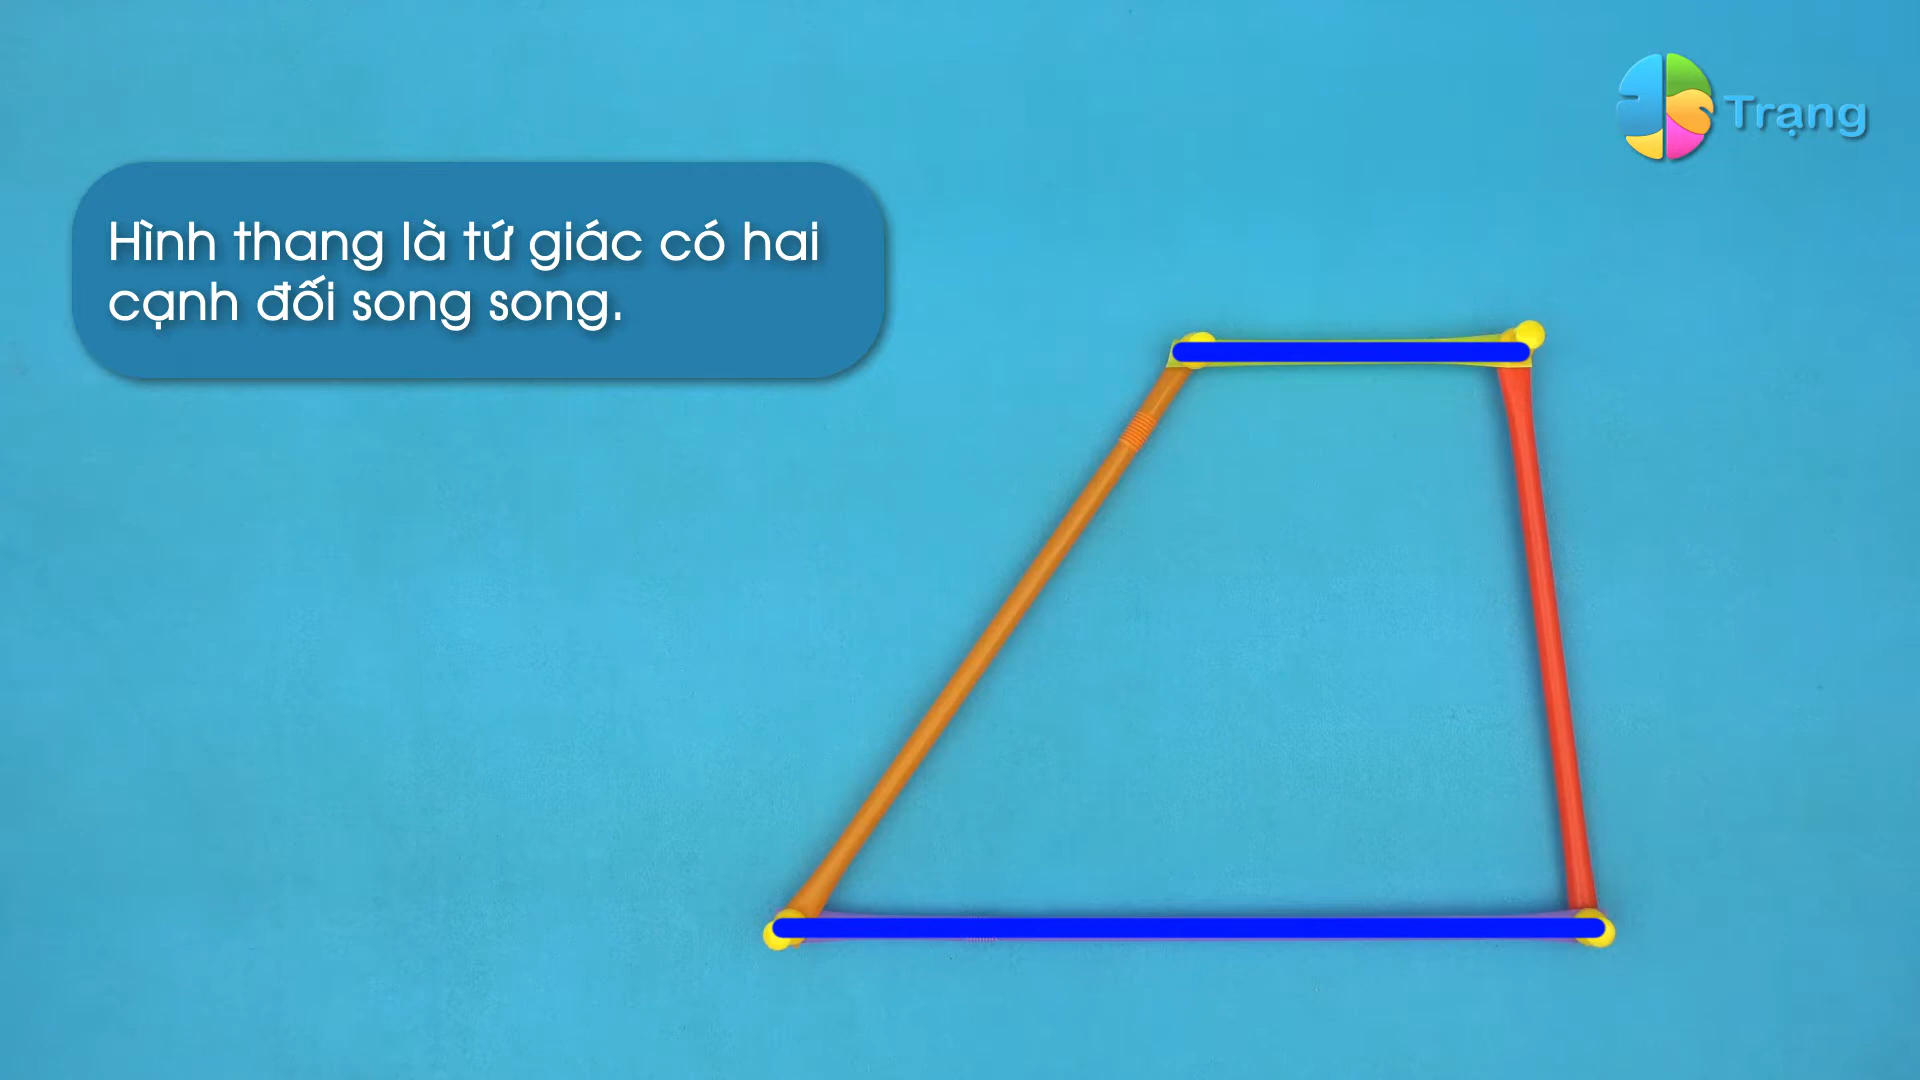 Trạng
Hình thang là tứ giác có hai
cạnh đối song song.